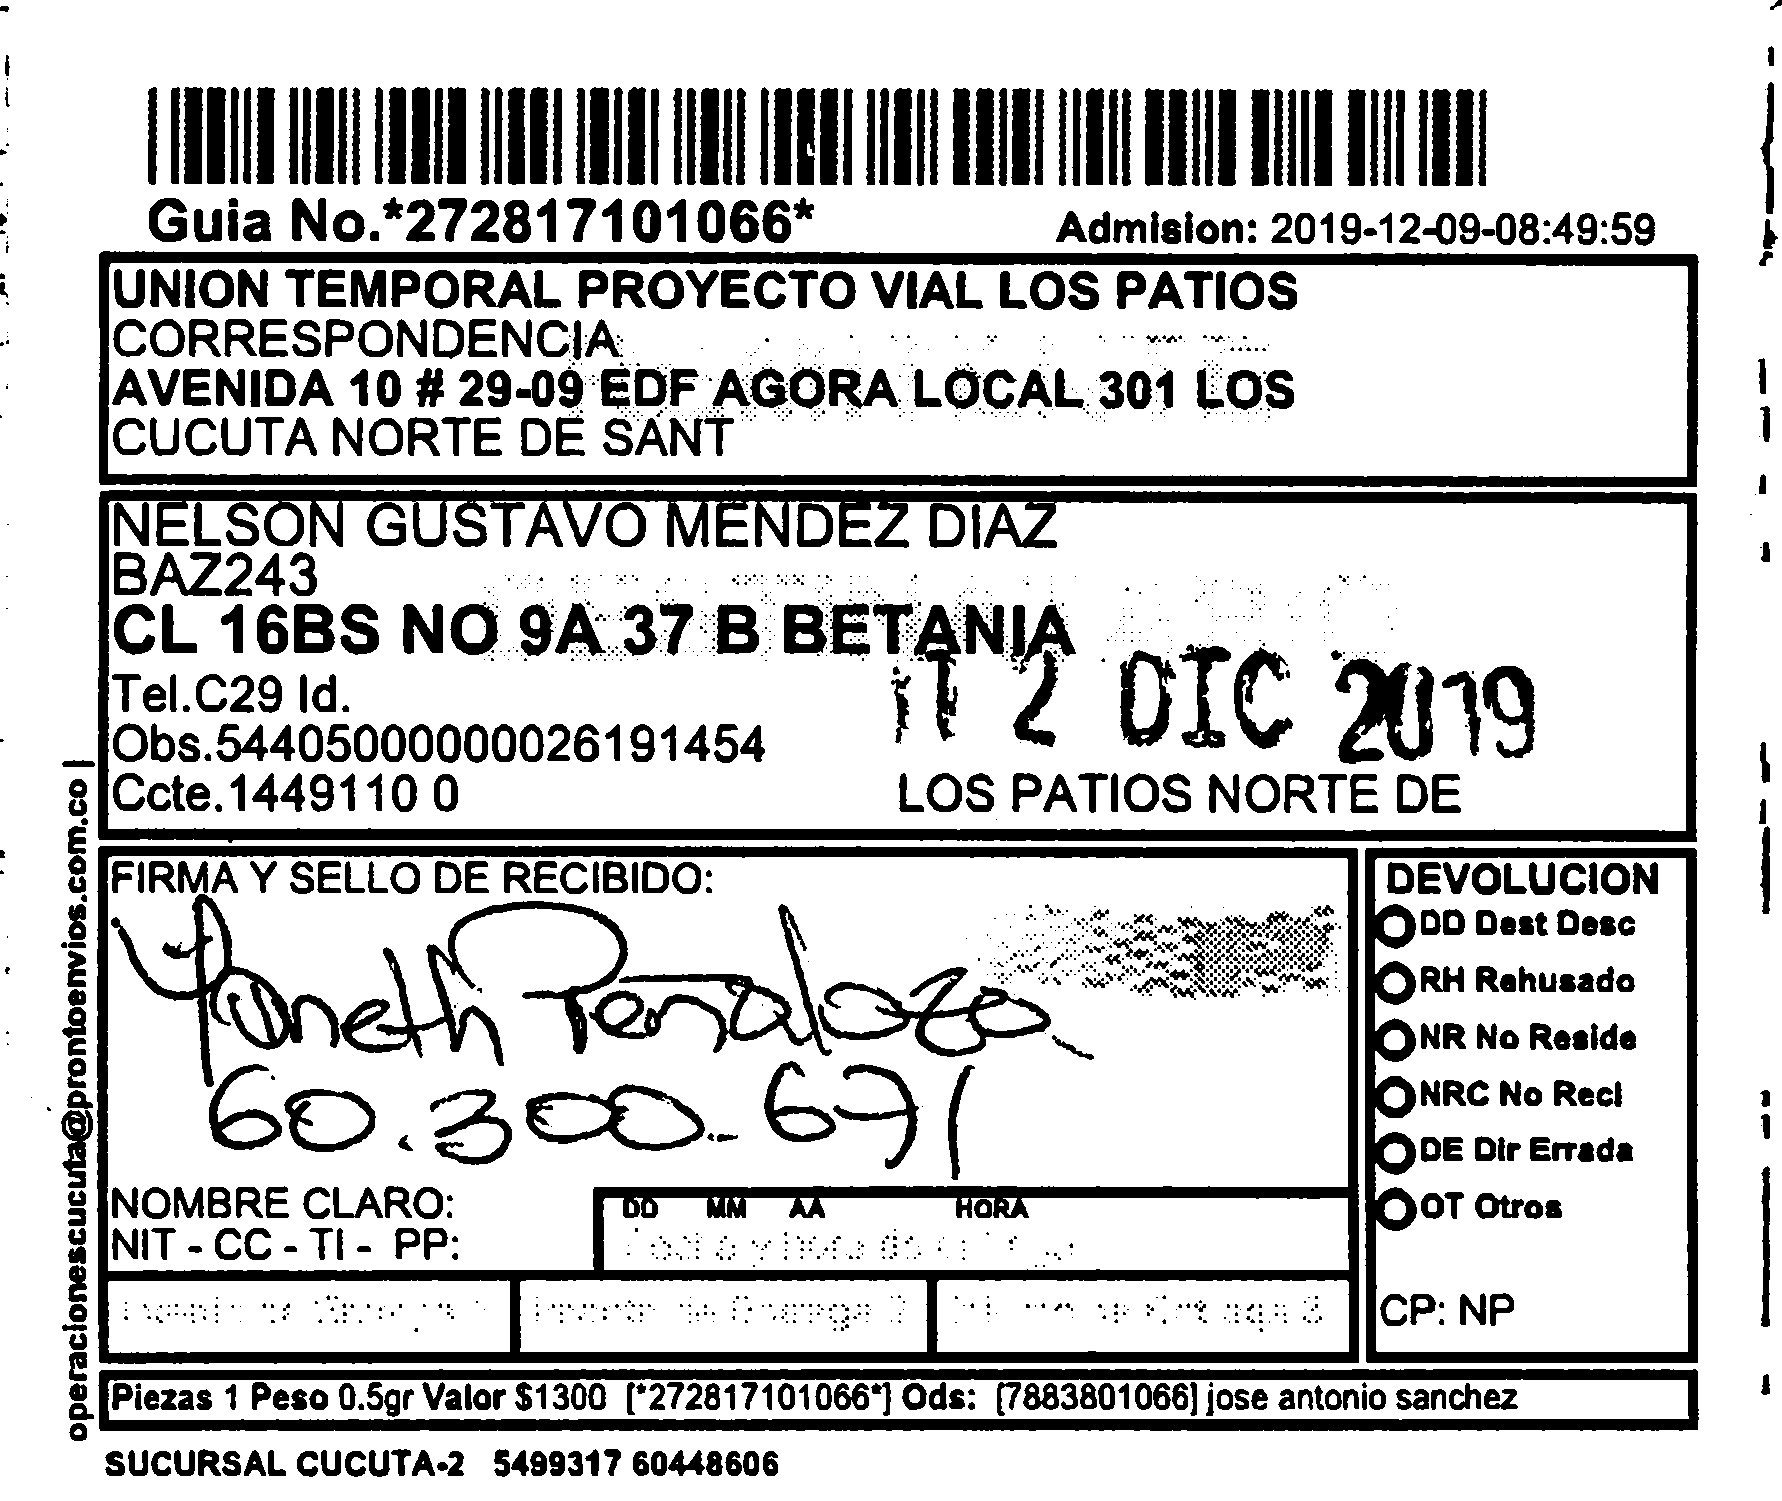 Guia No.*272817101066*
Admision: 2019-12-09-08:49:59
UNION TEMPORAL PROYECTO VIAL LOS PATIOS
CORRESPONDENCIA
AVENIDA 10 # 29-09 EDF AGORA LOCAL 301 LOS
CUCUTA NORTE DE SANT
NELSON GUSTAVO MENDEZ DIAZ
BAZ243
CL 16BS NO 9A 37 B BETANIA
Tel.C29 Id.
12 DIC 2019
Obs.544050000000026191454
Ccte.1449110 0
LOS PATIOS NORTE DE
operacionescucuta@prontoenvios.com.co |
FIRMA Y SELLO DE RECIBIDO:
Yaneth Penaloza
60.300.671
NOMBRE CLARO:
NIT - CC - TI - PP:
DD MM AA HORA
DEVOLUCION
DD Dest Desc
RH Rehusado
NR No Reside
NRC No Recl
DE Dir Errada
OT Otros
CP: NP
Piezas 1 Peso 0.5gr Valor $1300 [*272817101066*] Ods: [7883801066] jose antonio sanchez
SUCURSAL CUCUTA-2 5499317 60448606